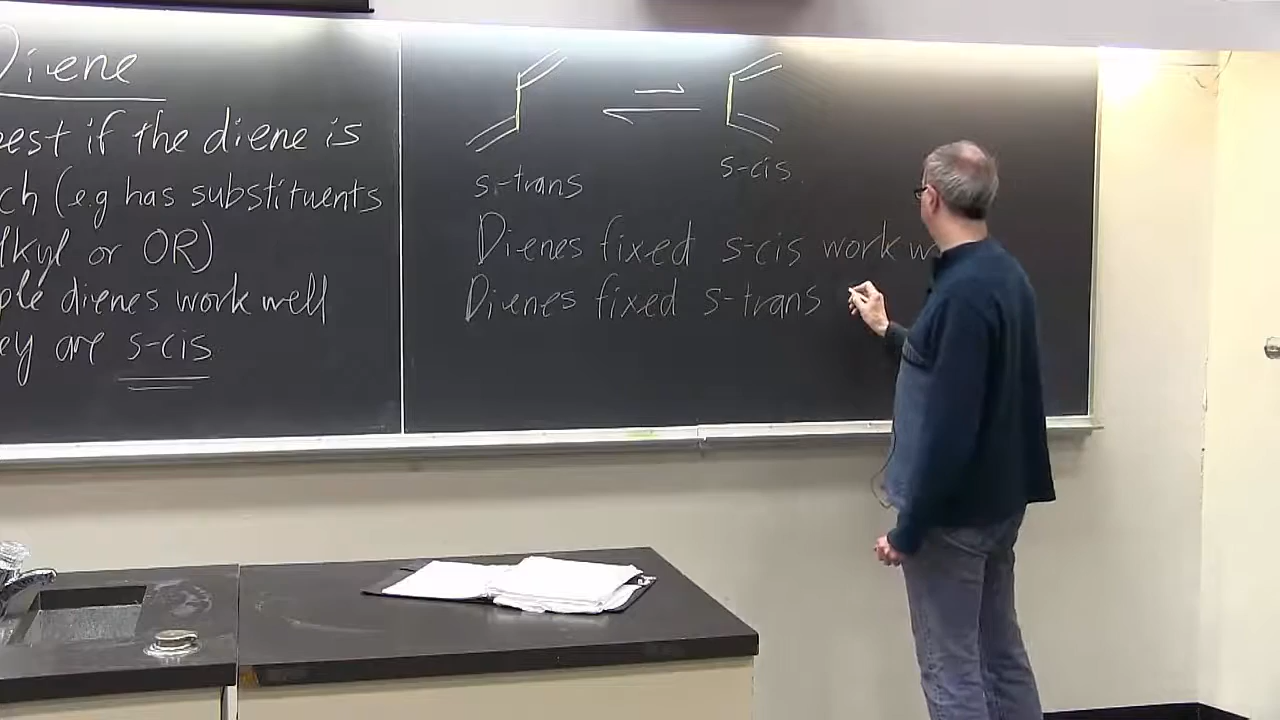 Diene
est if the diene is
ch (e.g has substituents
lkyl or OR)
ple dienes work well
ey are s-cis
s-trans
s-cis
Dienes fixed s-cis work w
Dienes fixed s-trans